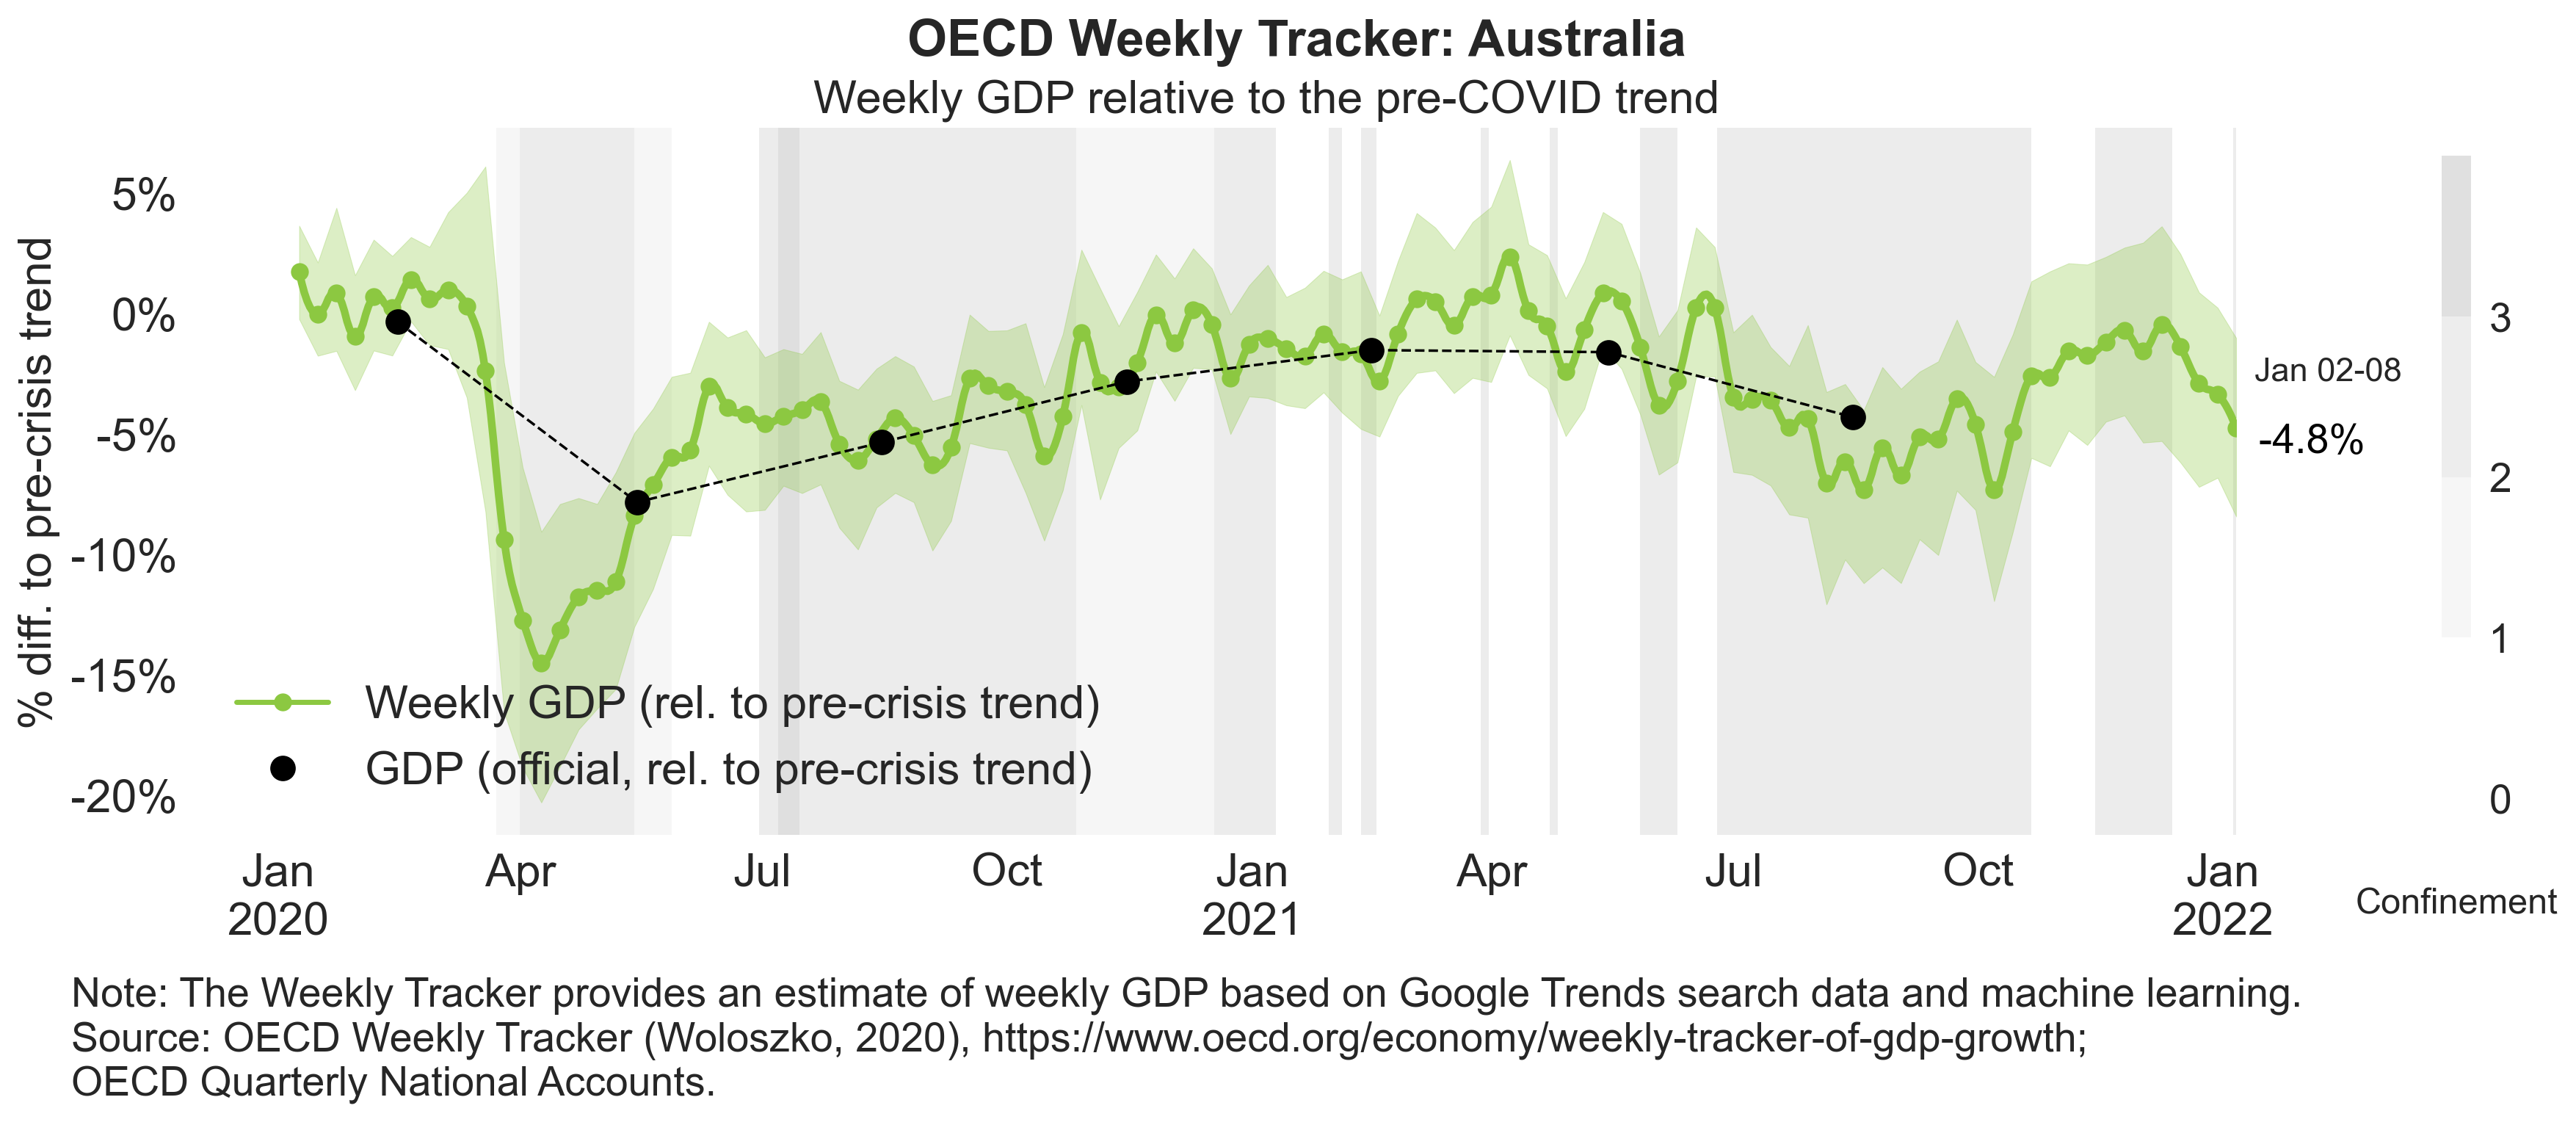 OECD Weekly Tracker: Australia
Weekly GDP relative to the pre-COVID trend
% diff. to pre-crisis trend
5%
0%
-5%
-10%
-15%
-20%
Weekly GDP (rel. to pre-crisis trend)
GDP (official, rel. to pre-crisis trend)
Jan 02-08
-4.8%
3
2
1
0
Confinement
Jan Apr Jul Oct Jan Apr Jul Oct Jan
2020 2021 2022
Note: The Weekly Tracker provides an estimate of weekly GDP based on Google Trends search data and machine learning.
Source: OECD Weekly Tracker (Woloszko, 2020), https://www.oecd.org/economy/weekly-tracker-of-gdp-growth;
OECD Quarterly National Accounts.